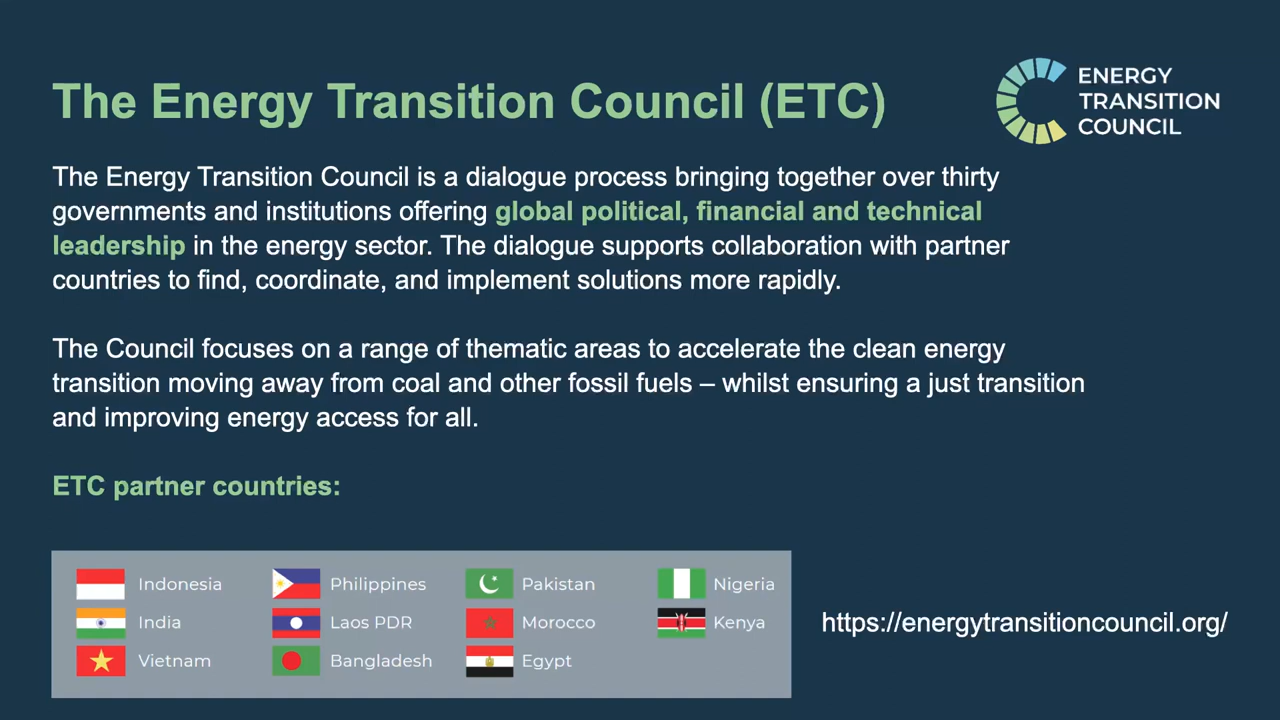 The Energy Transition Council (ETC)
ENERGY
TRANSITION
COUNCIL
The Energy Transition Council is a dialogue process bringing together over thirty
governments and institutions offering global political, financial and technical
leadership in the energy sector. The dialogue supports collaboration with partner
countries to find, coordinate, and implement solutions more rapidly.
The Council focuses on a range of thematic areas to accelerate the clean energy
transition moving away from coal and other fossil fuels – whilst ensuring a just transition
and improving energy access for all.
ETC partner countries:
Indonesia Philippines Pakistan Nigeria
India Laos PDR Morocco Kenya
Vietnam Bangladesh Egypt
https://energytransitioncouncil.org/